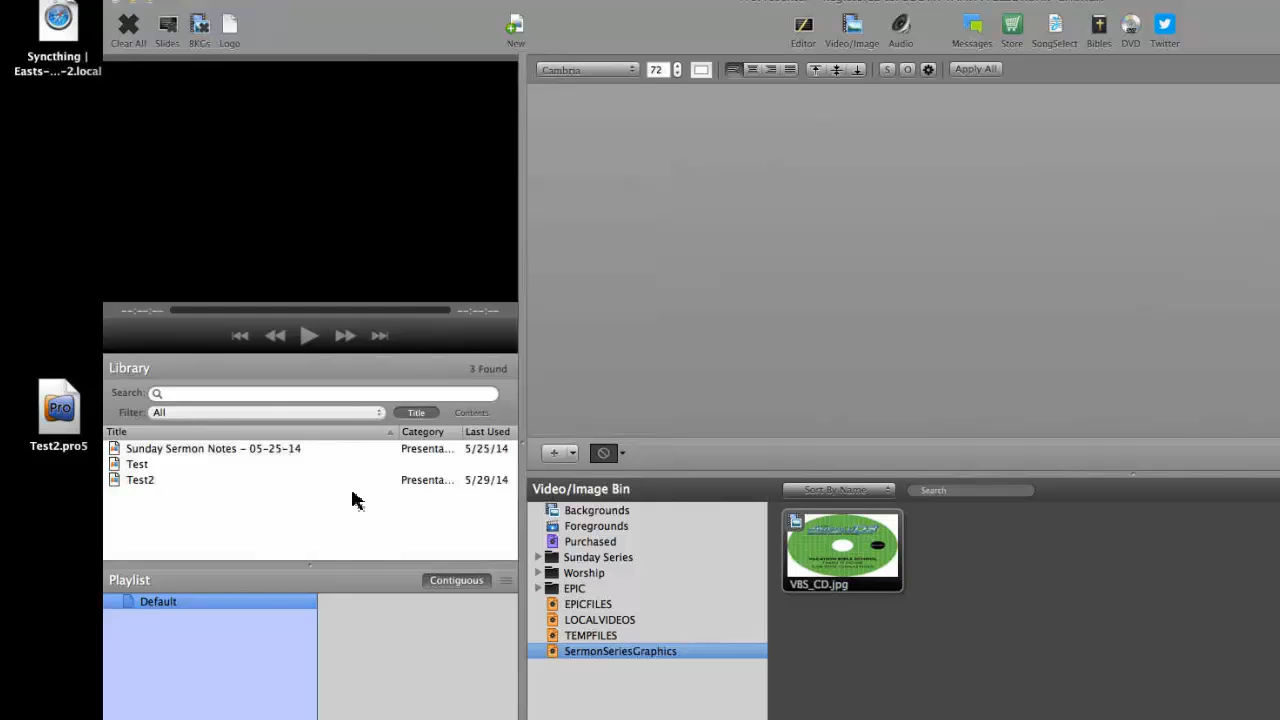 Syncthing |
Easts-...-2.local
Clear All Slides BKGs Logo New Editor Video/Image Audio Messages Store SongSelect Bibles DVD Twitter
Cambria 72 S O Apply All
--:--:-- --:--:--
Library 3 Found
Search:
Filter: All Title Contents
Title Category Last Used
Sunday Sermon Notes - 05-25-14 Presenta... 5/25/14
Test
Test2 Presenta... 5/29/14
Pro
Test2.pro5
Playlist Contiguous
Default
Video/Image Bin Sort By Name Search
Backgrounds
Foregrounds
Purchased
Sunday Series
Worship
EPIC
EPICFILES
LOCALVIDEOS
TEMPFILES
SermonSeriesGraphics
VACATION BIBLE SCHOOL
VBS_CD.jpg